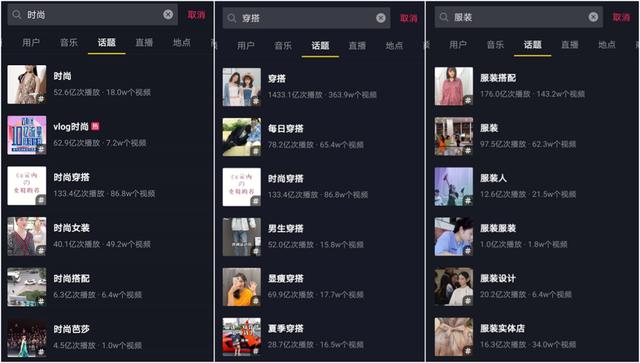 时尚
取消
用户 音乐 话题 直播 地点
时尚
52.6亿次播放 · 18.0w个视频
vlog时尚 热
62.9亿次播放 · 7.2w个视频
时尚穿搭
133.4亿次播放 · 86.8w个视频
时尚女装
40.1亿次播放 · 49.2w个视频
时尚搭配
6.3亿次播放 · 6.4w个视频
时尚芭莎
4.5亿次播放 · 1.0w个视频
穿搭
取消
用户 音乐 话题 直播 地点
穿搭
1433.1亿次播放 · 363.9w个视频
每日穿搭
78.2亿次播放 · 65.4w个视频
时尚穿搭
133.4亿次播放 · 86.8w个视频
男生穿搭
52.0亿次播放 · 15.8w个视频
显瘦穿搭
69.9亿次播放 · 17.7w个视频
夏季穿搭
28.7亿次播放 · 16.5w个视频
服装
取消
用户 音乐 话题 直播 地点
服装搭配
176.0亿次播放 · 143.2w个视频
服装
97.5亿次播放 · 62.3w个视频
服装人
12.6亿次播放 · 21.5w个视频
服装服装
1.0亿次播放 · 1.8w个视频
服装设计
20.2亿次播放 · 6.4w个视频
服装实体店
16.3亿次播放 · 34.0w个视频